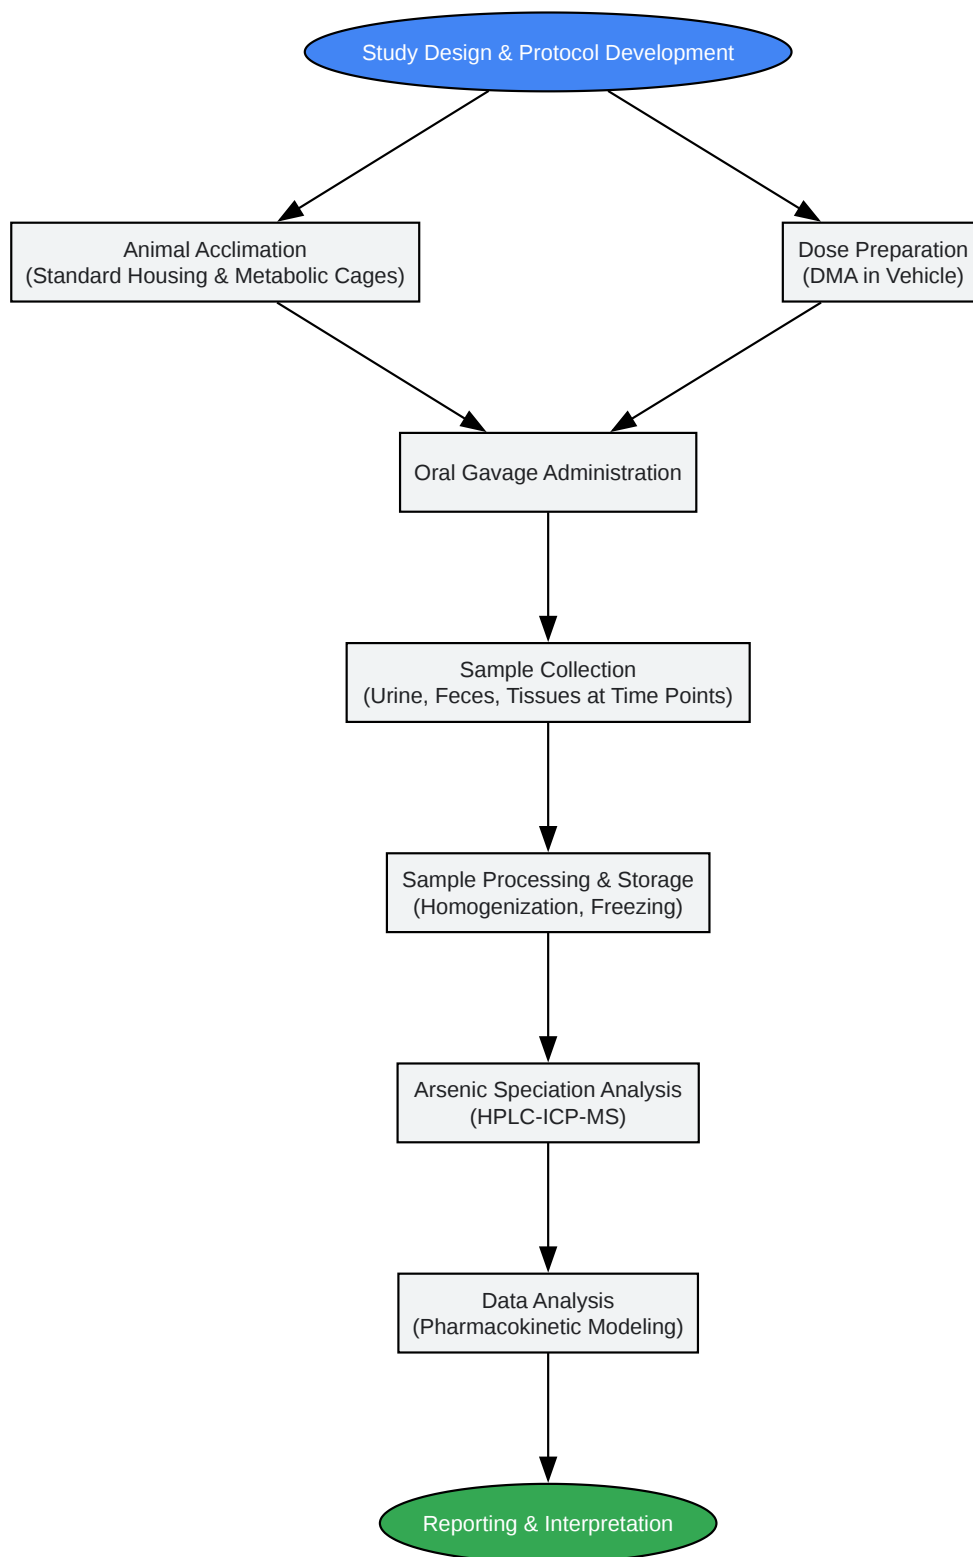 Study Design & Protocol Development
Animal Acclimation
(Standard Housing & Metabolic Cages)
Dose Preparation
(DMA in Vehicle)
Oral Gavage Administration
Sample Collection
(Urine, Feces, Tissues at Time Points)
Sample Processing & Storage
(Homogenization, Freezing)
Arsenic Speciation Analysis
(HPLC-ICP-MS)
Data Analysis
(Pharmacokinetic Modeling)
Reporting & Interpretation